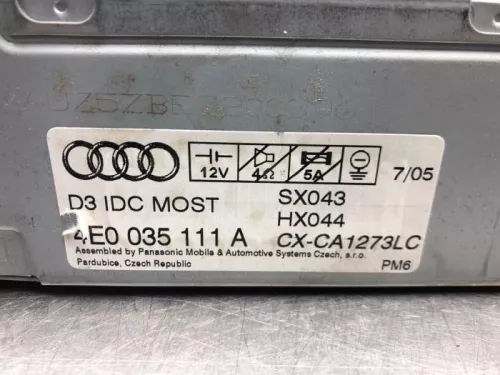 12V
4Ω
5A
7/05
D3 IDC MOST
SX043
HX044
4E0 035 111 A
CX-CA1273LC
Assembled by Panasonic Mobile & Automotive Systems Czech, s.r.o.
Pardubice, Czech Republic
PM6